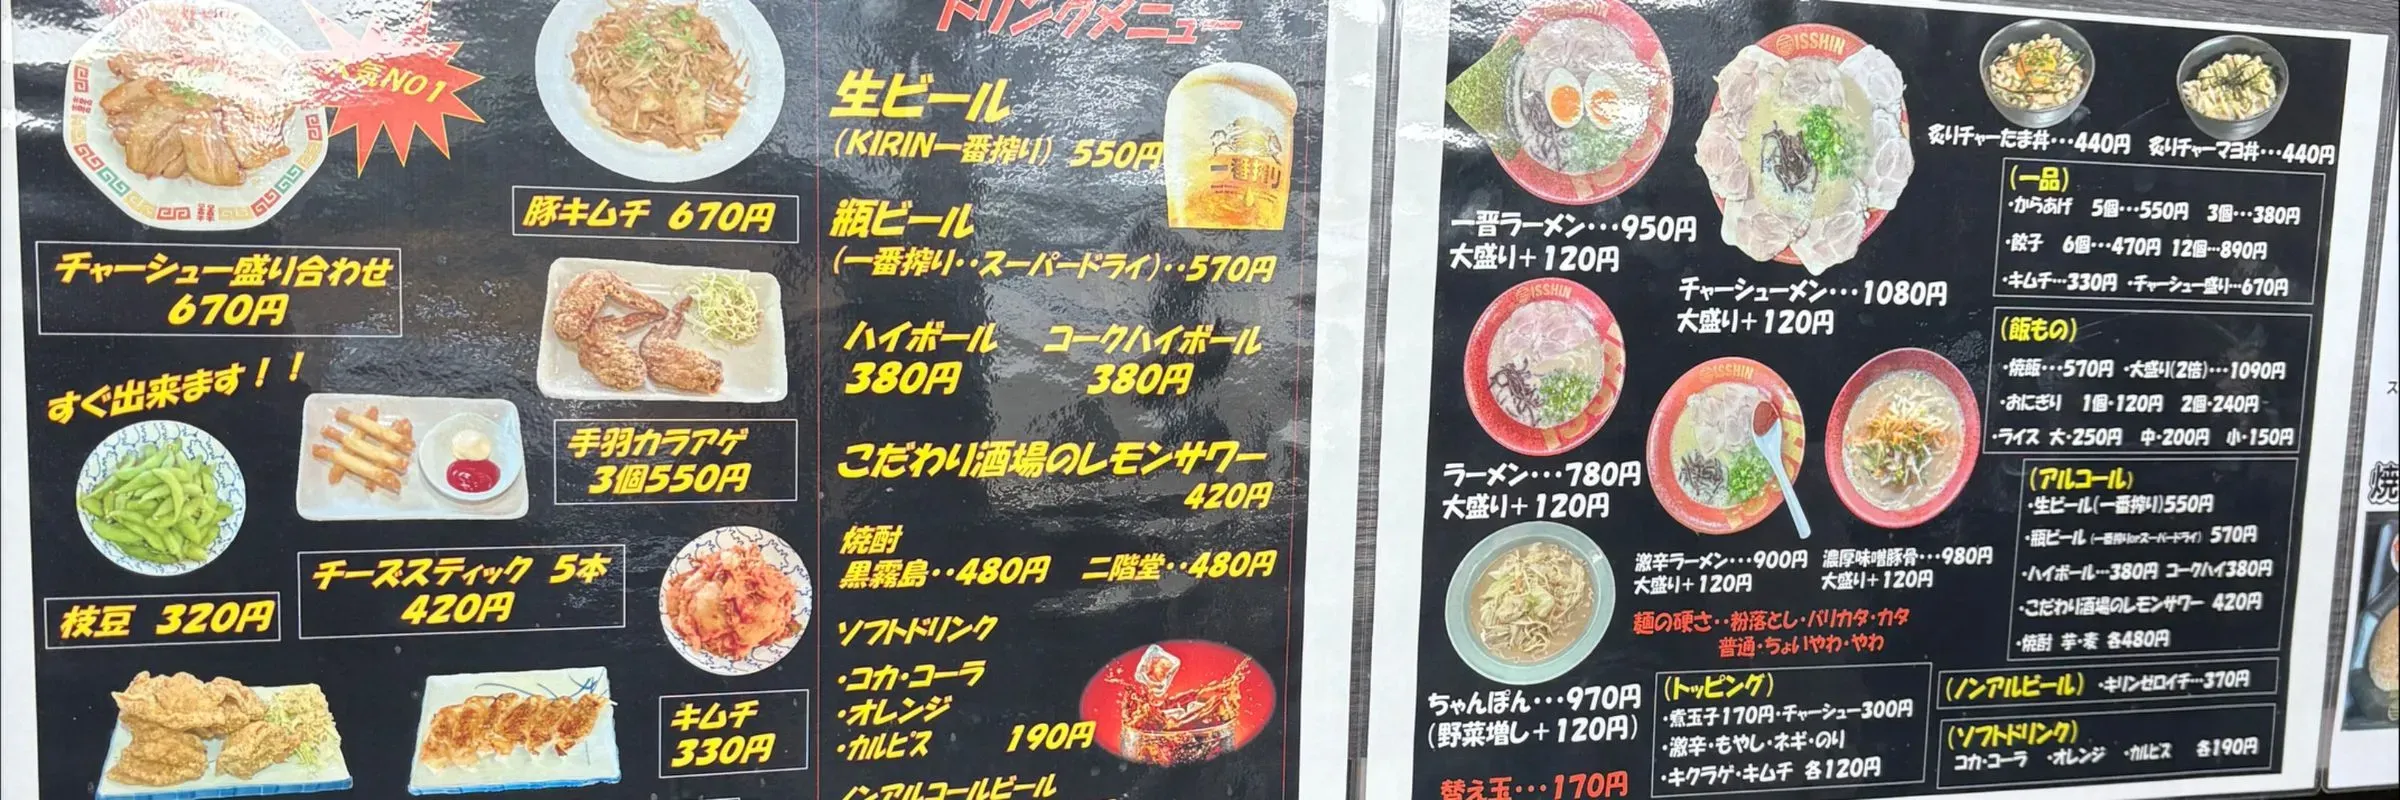 人気NO1
チャーシュー盛り合わせ
670円
すぐ出来ます！！
枝豆 320円
チーズスティック 5本
420円
豚キムチ 670円
手羽カラアゲ
3個550円
キムチ
330円
ドリンクメニュー
生ビール
(KIRIN一番搾り) 550円
一番搾り
瓶ビール
(一番搾り‥スーパードライ)‥570円
ハイボール コークハイボール
380円 380円
こだわり酒場のレモンサワー
420円
焼酎
黒霧島‥480円 二階堂‥480円
ソフトドリンク
・コカ・コーラ
・オレンジ
・カルピス 190円
ノンアルコールビール
一晋ラーメン…950円
大盛り＋120円
ISSHIN
チャーシューメン…1080円
大盛り＋120円
ISSHIN
ラーメン…780円
大盛り＋120円
ISSHIN
激辛ラーメン…900円
大盛り＋120円
濃厚味噌豚骨…980円
大盛り＋120円
麺の硬さ‥粉落とし・バリカタ・カタ
普通・ちょいやわ・やわ
ちゃんぽん…970円
(野菜増し＋120円)
替え玉…170円
(トッピング)
・煮玉子170円・チャーシュー300円
・激辛・もやし・ネギ・のり
・キクラゲ・キムチ 各120円
炙りチャーたま丼…440円
炙りチャーマヨ丼…440円
(一品)
・からあげ 5個…550円 3個…380円
・餃子 6個…470円 12個…890円
・キムチ…330円 ・チャーシュー盛り…670円
(飯もの)
・焼飯…570円 ・大盛り(2倍)…1090円
・おにぎり 1個・120円 2個・240円
・ライス 大・250円 中・200円 小・150円
(アルコール)
・生ビール(一番搾り)550円
・瓶ビール (一番搾りorスーパードライ) 570円
・ハイボール…380円 コークハイ380円
・こだわり酒場のレモンサワー 420円
・焼酎 芋・麦 各480円
(ノンアルビール) ・キリンゼロイチ…370円
(ソフトドリンク)
コカ・コーラ ・オレンジ ・カルピス 各190円
ス
焼